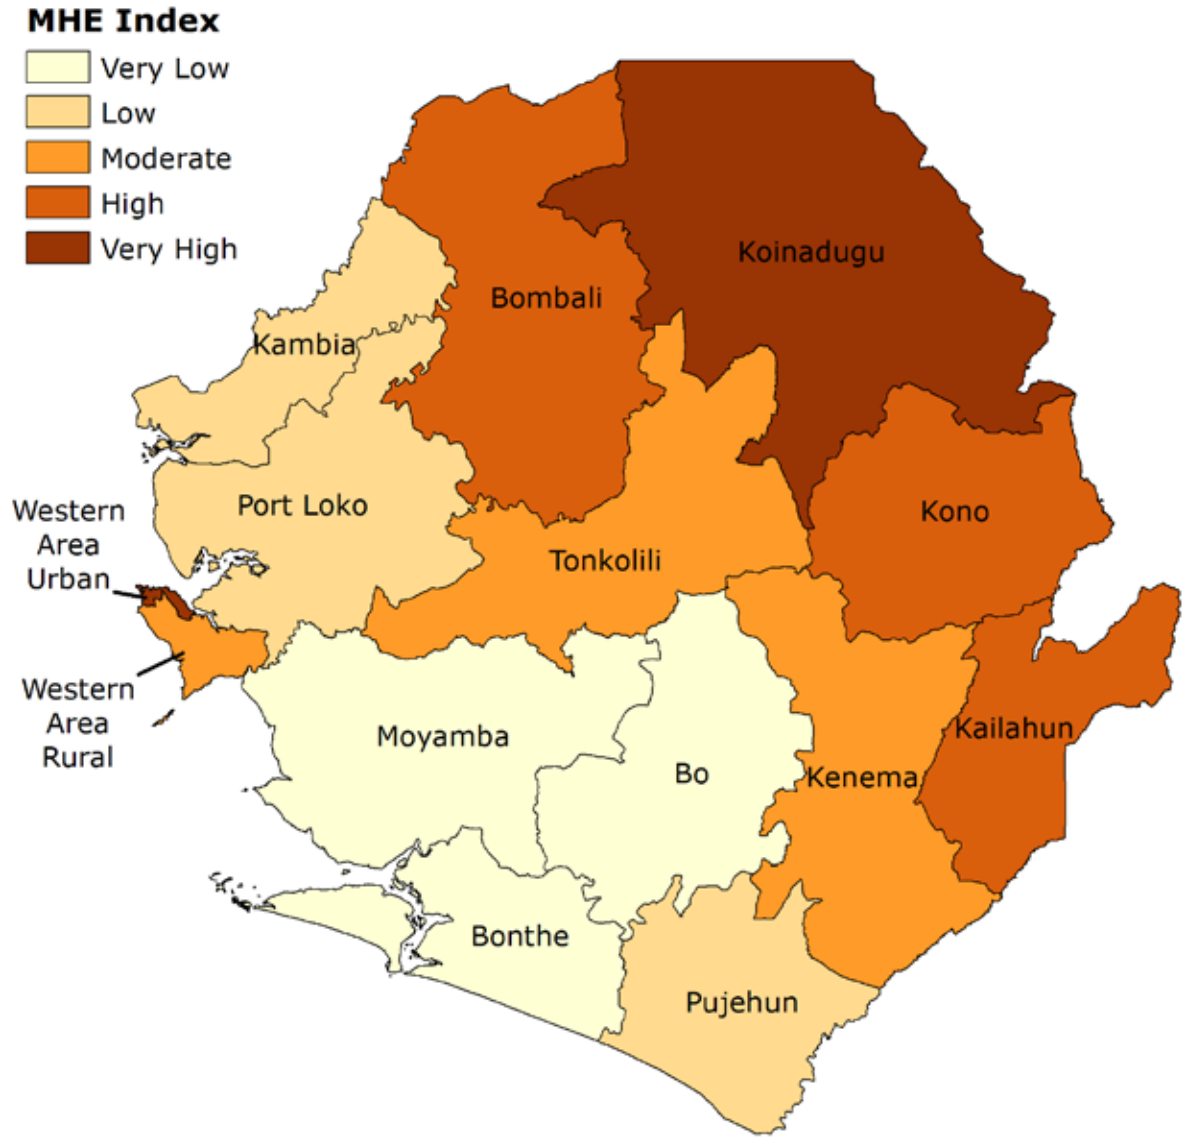 MHE Index
Very Low
Low
Moderate
High
Very High
Koinadugu
Bombali
Kambia
Port Loko
Kono
Western
Area
Urban
Tonkolili
Western
Area
Rural
Moyamba
Kailahun
Bo
Kenema
Bonthe
Pujehun